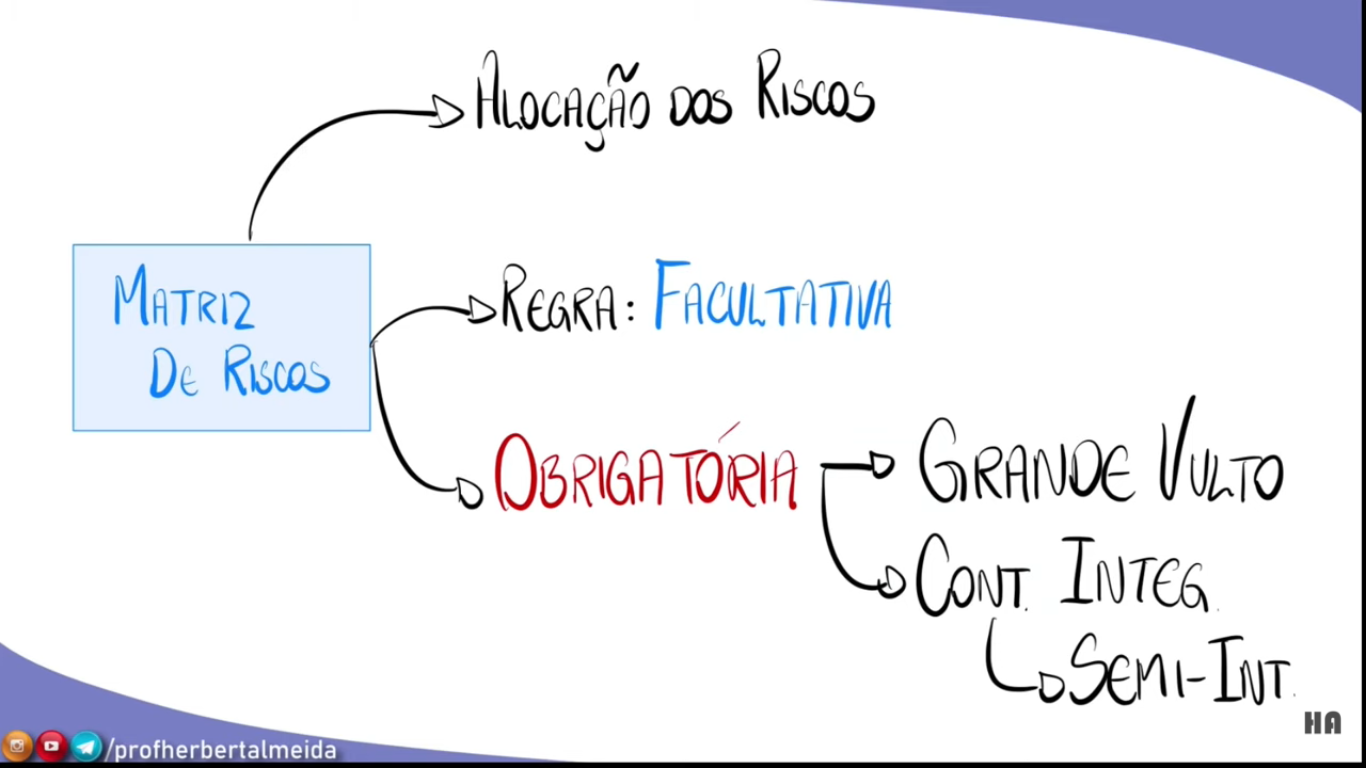 ALOCAÇÃO DOS RISCOS
MATRIZ
DE RISCOS
REGRA: FACULTATIVA
OBRIGATÓRIA
GRANDE VULTO
CONT. INTEG.
SEMI-INT.
HA
/profherbertalmeida